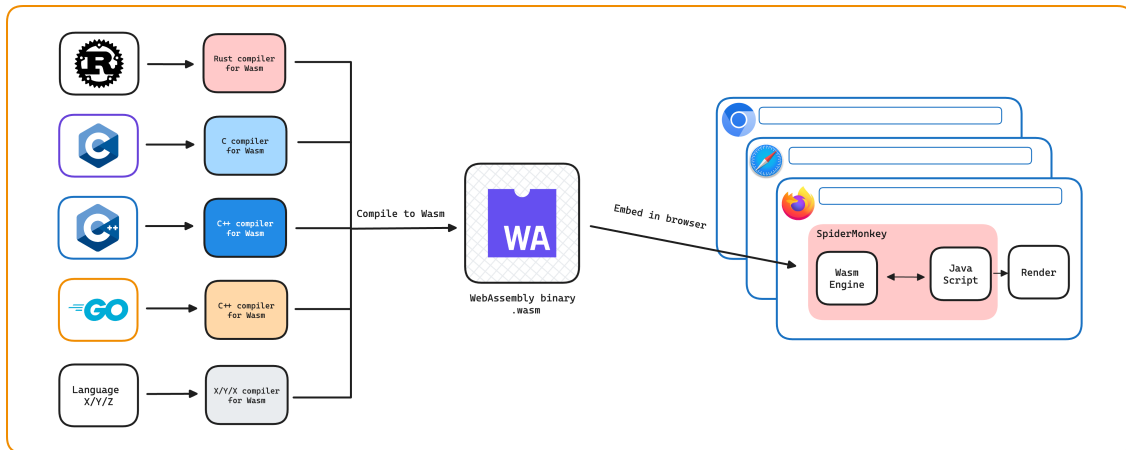 R
Rust compiler
for Wasm
C
C compiler
for Wasm
C++
C++ compiler
for Wasm
GO
C++ compiler
for Wasm
Language
X/Y/Z
X/Y/X compiler
for Wasm
Compile to Wasm
WA
WebAssembly binary
.wasm
Embed in browser
SpiderMonkey
Wasm
Engine
Java
Script
Render